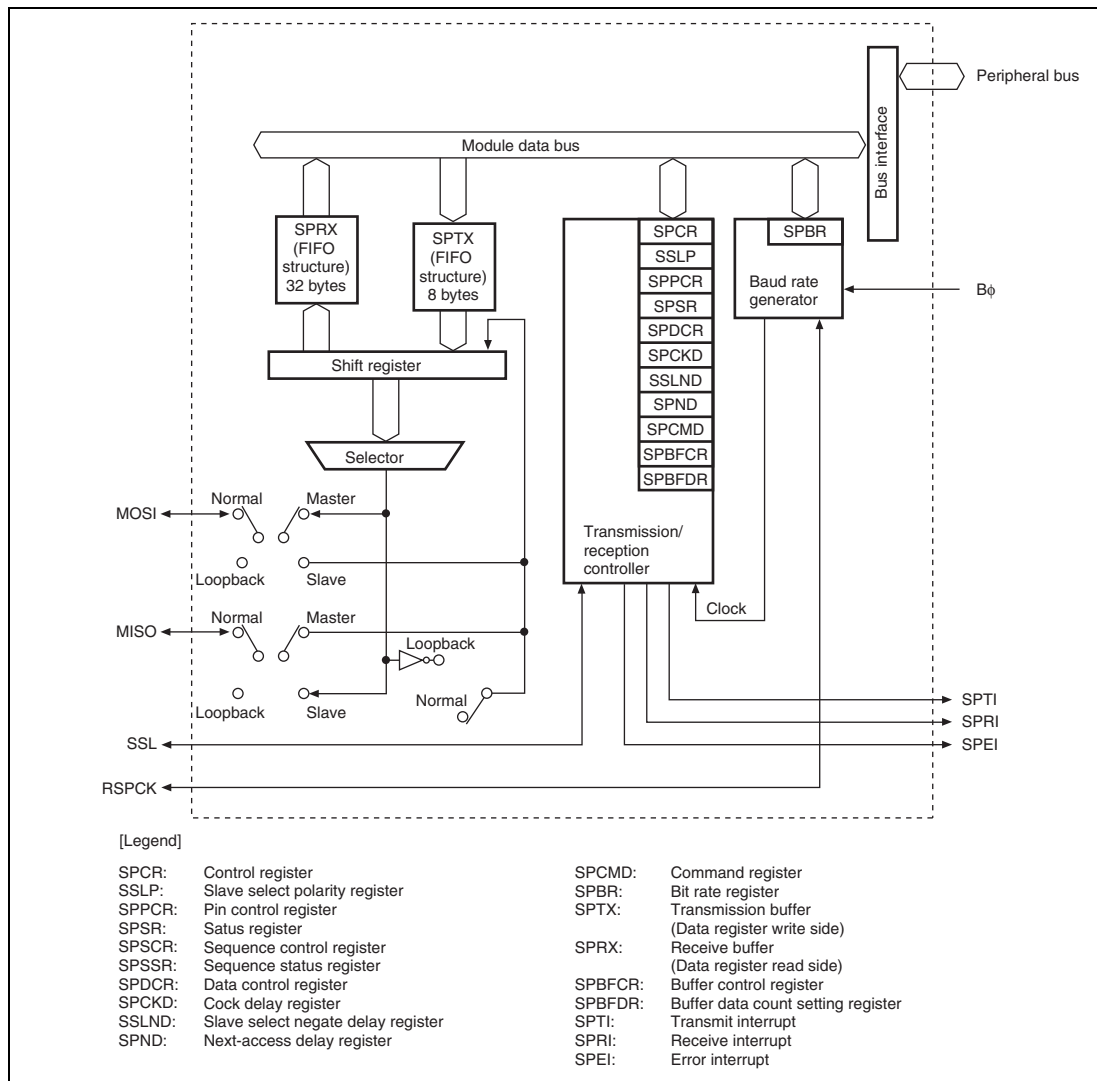 Peripheral bus
Bus interface
Module data bus
SPRX
(FIFO
structure)
32 bytes
SPTX
(FIFO
structure)
8 bytes
SPCR
SSLP
SPPCR
SPSR
SPDCR
SPCKD
SSLND
SPND
SPCMD
SPBFCR
SPBFDR
Transmission/
reception
controller
SPBR
Baud rate
generator
Bϕ
Shift register
Selector
MOSI
Normal
Master
Loopback
Slave
MISO
Normal
Master
Loopback
Loopback
Slave
Normal
Clock
SSL
RSPCK
SPTI
SPRI
SPEI
[Legend]
SPCR: Control register
SSLP: Slave select polarity register
SPPCR: Pin control register
SPSR: Satus register
SPSCR: Sequence control register
SPSSR: Sequence status register
SPDCR: Data control register
SPCKD: Cock delay register
SSLND: Slave select negate delay register
SPND: Next-access delay register
SPCMD: Command register
SPBR: Bit rate register
SPTX: Transmission buffer
(Data register write side)
SPRX: Receive buffer
(Data register read side)
SPBFCR: Buffer control register
SPBFDR: Buffer data count setting register
SPTI: Transmit interrupt
SPRI: Receive interrupt
SPEI: Error interrupt